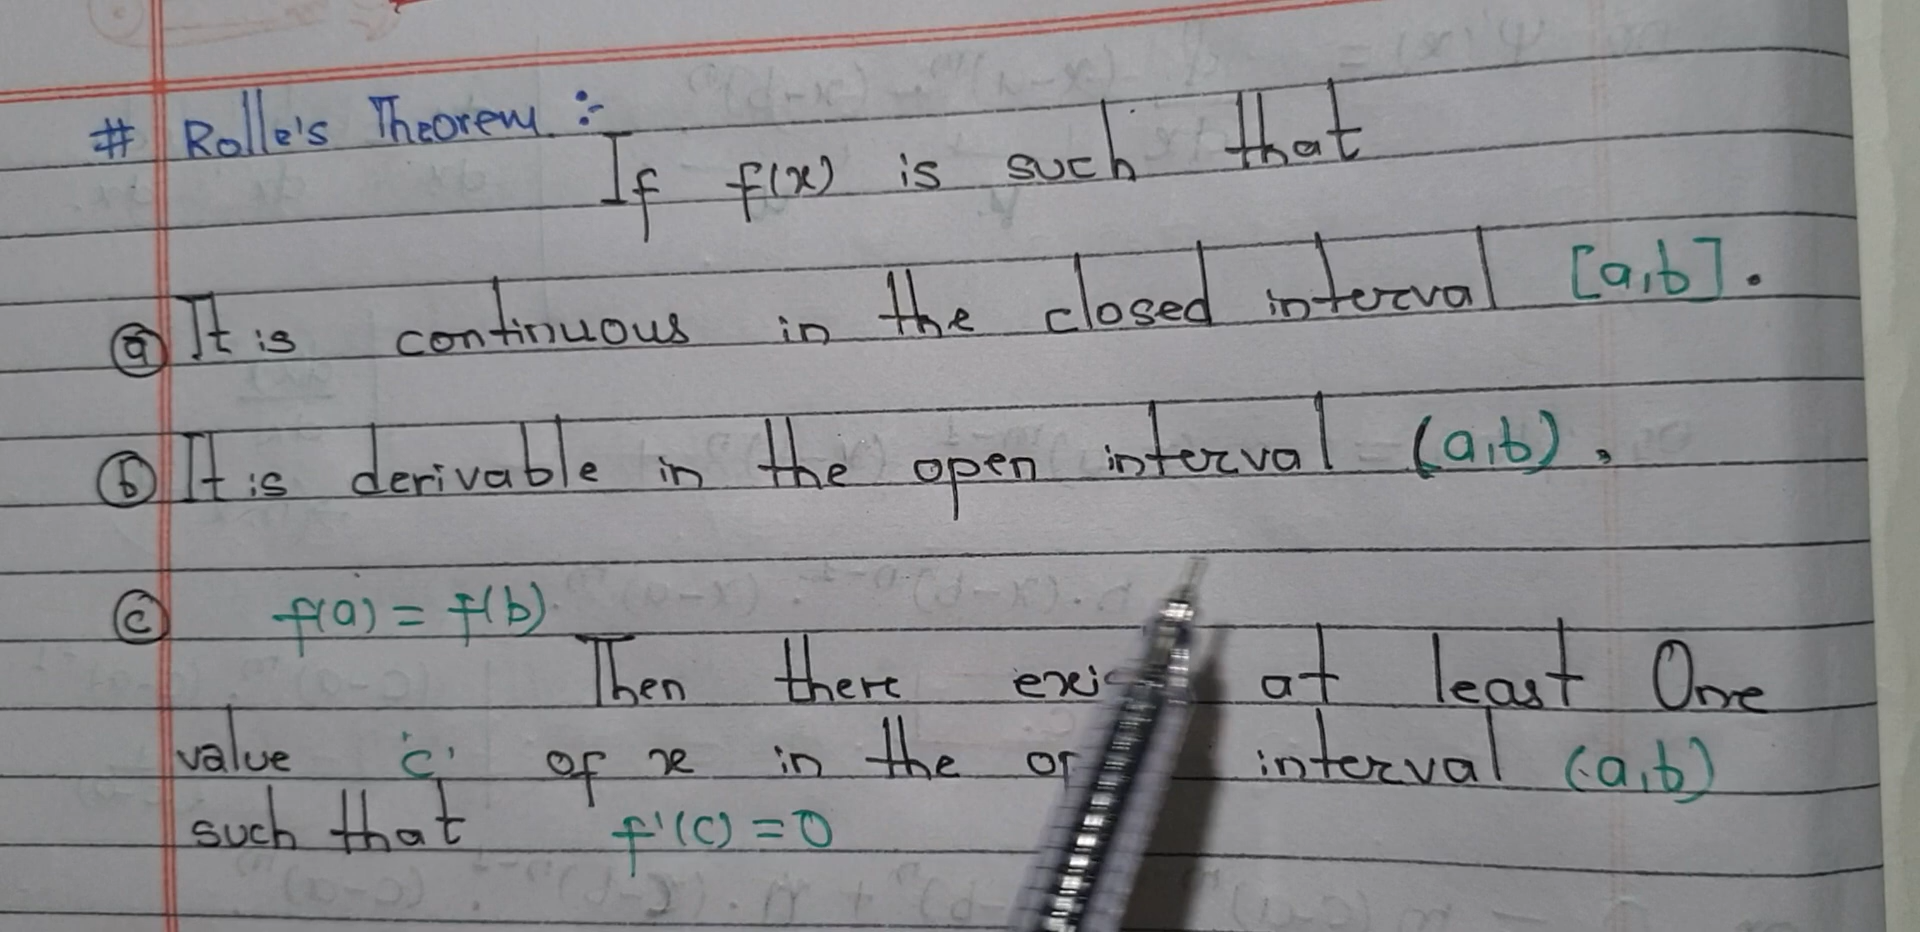 # Rolle's Theorem :-
If f(x) is such that
(a) It is continuous in the closed interval [a,b].
(b) It is derivable in the open interval (a,b).
(c) f(a) = f(b)
Then there at least One
value 'c' of x in the interval (a,b)
such that f'(c) = 0